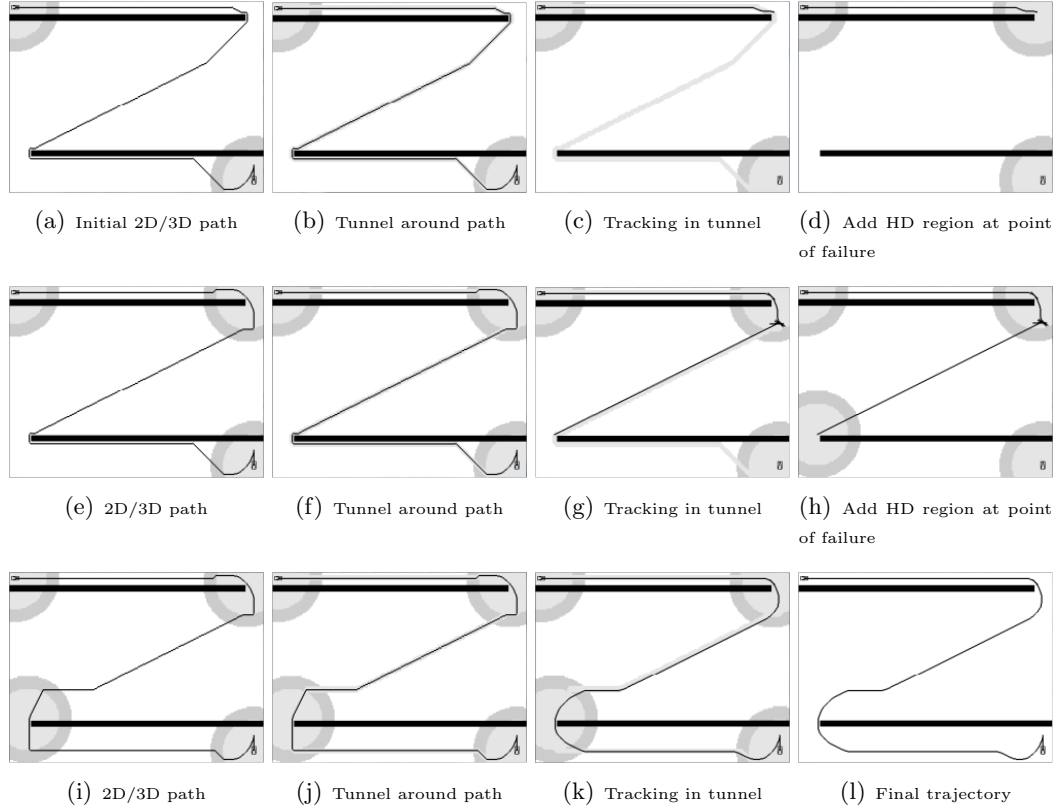 (a) Initial 2D/3D path
(b) Tunnel around path
(c) Tracking in tunnel
(d) Add HD region at point
of failure
(e) 2D/3D path
(f) Tunnel around path
(g) Tracking in tunnel
(h) Add HD region at point
of failure
(i) 2D/3D path
(j) Tunnel around path
(k) Tracking in tunnel
(l) Final trajectory